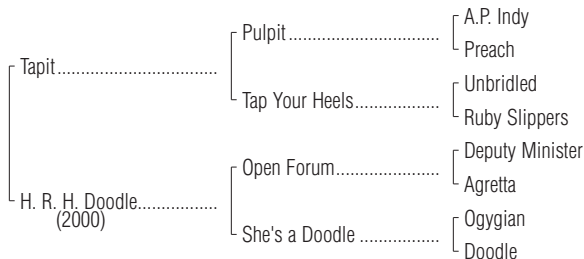 A.P. Indy
Pulpit
Preach
Tapit
Unbridled
Tap Your Heels
Ruby Slippers
Deputy Minister
Open Forum
Agretta
H. R. H. Doodle
(2000)
Ogygian
She's a Doodle
Doodle